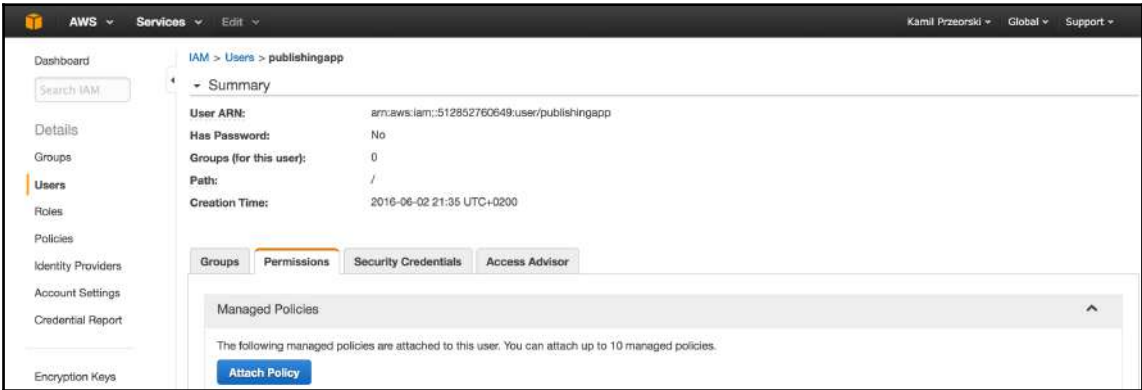 AWS Services Edit Kamil Przeorski Global Support
Dashboard
Search IAM
Details
Groups
Users
Roles
Policies
Identity Providers
Account Settings
Credential Report
Encryption Keys
IAM > Users > publishingapp
Summary
User ARN: arn:aws:iam::512852760649:user/publishingapp
Has Password: No
Groups (for this user): 0
Path: /
Creation Time: 2016-06-02 21:35 UTC+0200
Groups Permissions Security Credentials Access Advisor
Managed Policies
The following managed policies are attached to this user. You can attach up to 10 managed policies.
Attach Policy